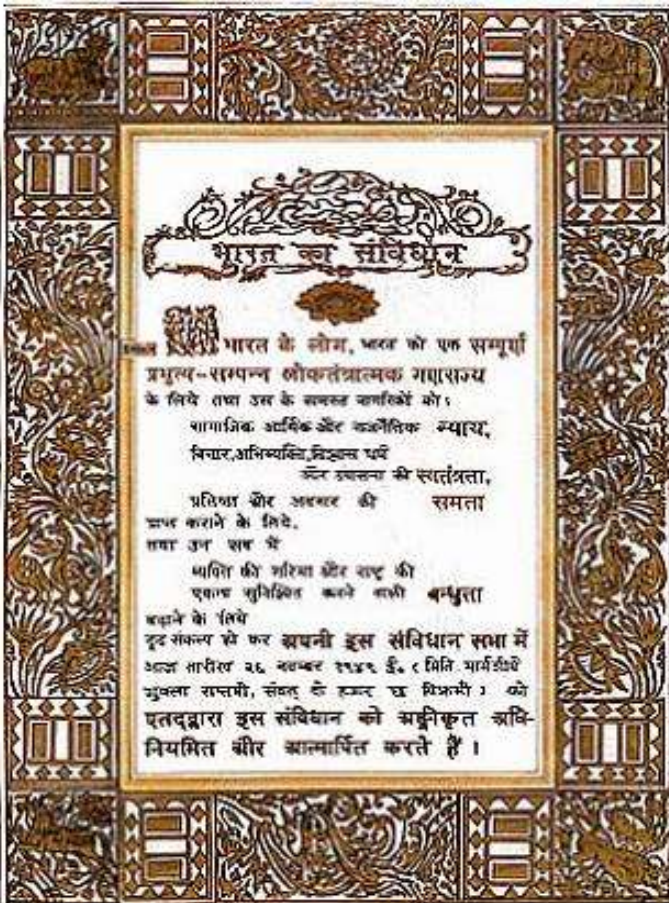 भारत का संविधान
हम भारत के लोग, भारत को एक सम्पूर्ण
प्रभुत्व-सम्पन्न लोकतंत्रात्मक गणराज्य
के लिये तथा उस के समस्त नागरिकों को:
सामाजिक आर्थिक और राजनैतिक न्याय,
विचार, अभिव्यक्ति, विश्वास धर्म
और उपासना की स्वतंत्रता,
प्रतिष्ठा और अवसर की समता
प्राप्त कराने के लिये,
तथा उन सब में
व्यक्ति की गरिमा और राष्ट्र की
एकता सुनिश्चित करने वाली बन्धुता
बढ़ाने के लिये
दृढ़ संकल्प हो कर अपनी इस संविधान सभा में
आज तारीख २६ नवम्बर १९४९ ई. (मिति मार्गशीर्ष
शुक्ला सप्तमी, संवत् दो हजार छ विक्रमी) को
एतद्द्वारा इस संविधान को अङ्गीकृत अधि-
नियमित और आत्मार्पित करते हैं।